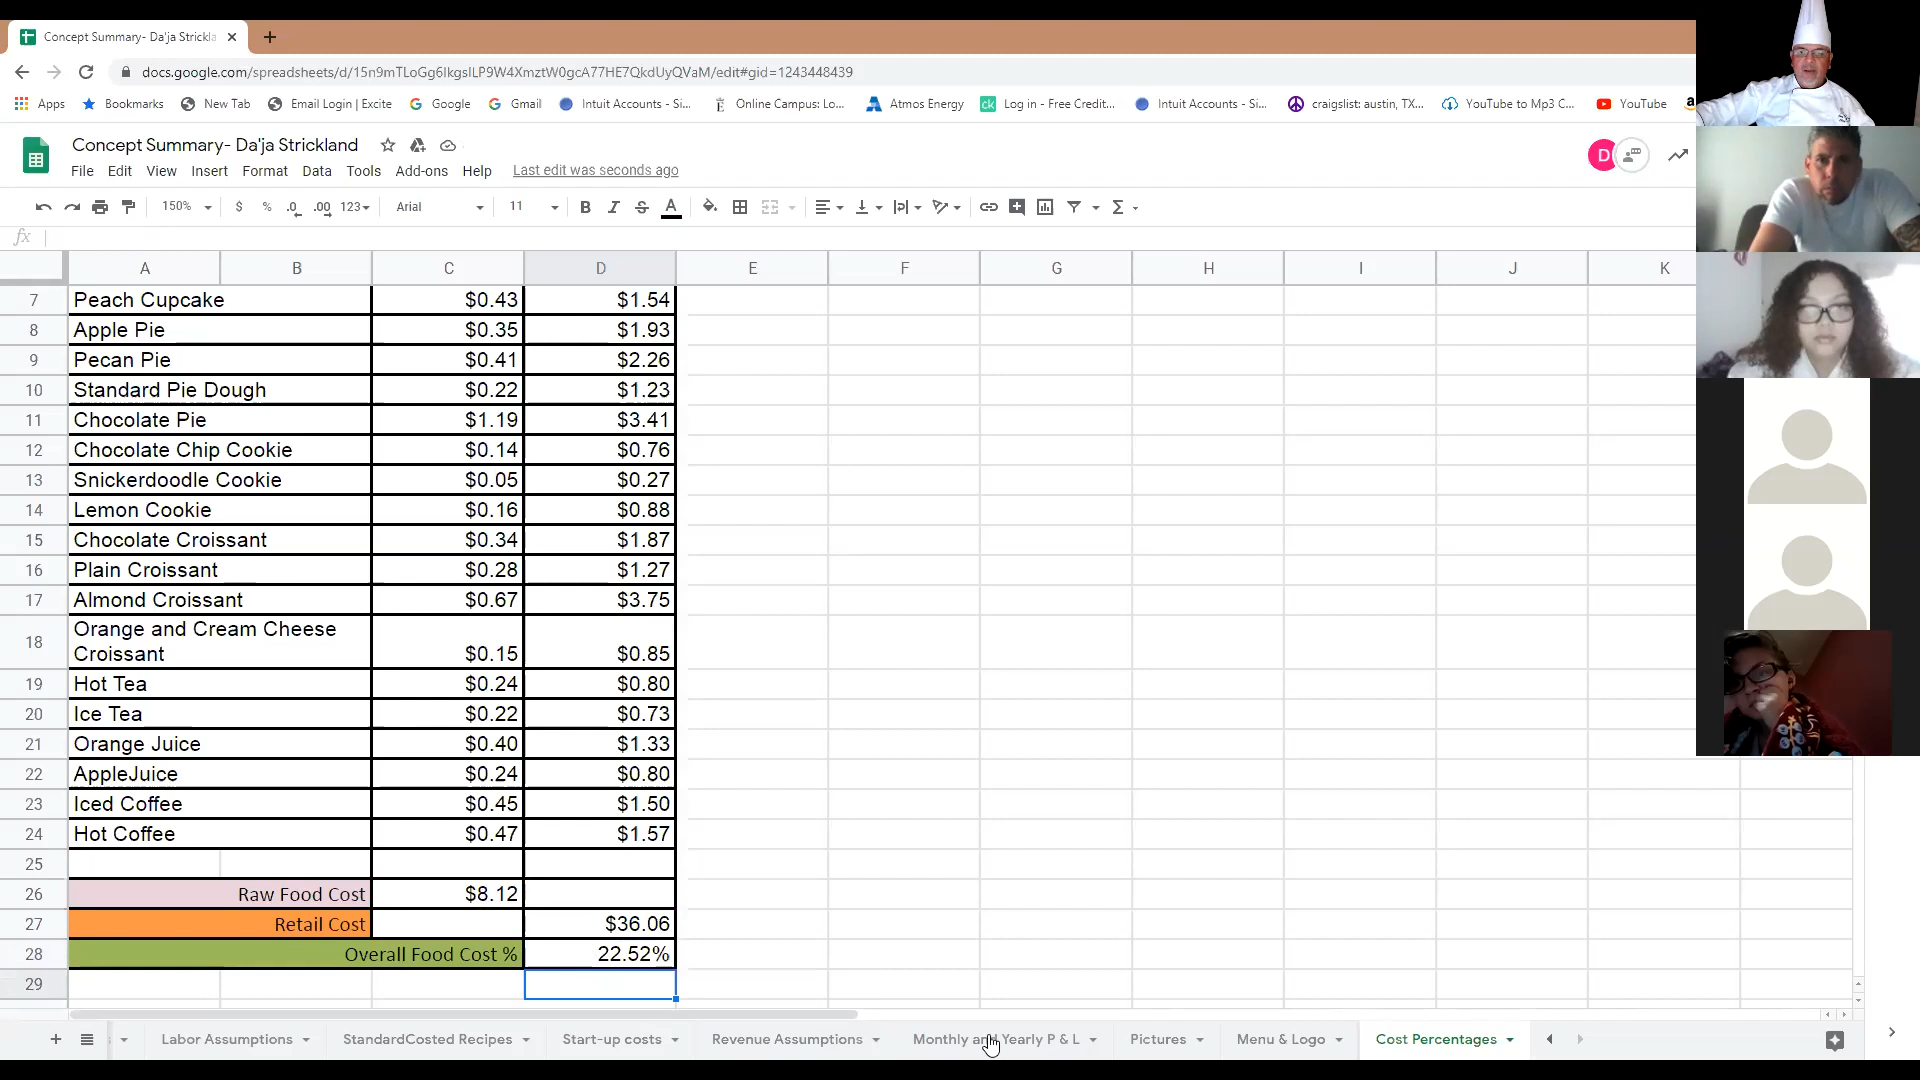 Concept Summary- Da'ja Strickla
docs.google.com/spreadsheets/d/15n9mTLoGg6IkgsILP9W4XmztW0gcA77HE7QkdUyQVaM/edit#gid=1243448439
Apps Bookmarks New Tab Email Login | Excite Google Gmail Intuit Accounts - Si... Online Campus: Lo... Atmos Energy Log in - Free Credit... Intuit Accounts - Si... craigslist: austin, TX... YouTube to Mp3 C... YouTube
Concept Summary- Da'ja Strickland
D
File Edit View Insert Format Data Tools Add-ons Help Last edit was seconds ago
150% $ % .0 .00 123 Arial 11 B I S A Σ
fx
A B C D E F G H I J K
7 Peach Cupcake $0.43 $1.54
8 Apple Pie $0.35 $1.93
9 Pecan Pie $0.41 $2.26
10 Standard Pie Dough $0.22 $1.23
11 Chocolate Pie $1.19 $3.41
12 Chocolate Chip Cookie $0.14 $0.76
13 Snickerdoodle Cookie $0.05 $0.27
14 Lemon Cookie $0.16 $0.88
15 Chocolate Croissant $0.34 $1.87
16 Plain Croissant $0.28 $1.27
17 Almond Croissant $0.67 $3.75
Orange and Cream Cheese
18 Croissant $0.15 $0.85
19 Hot Tea $0.24 $0.80
20 Ice Tea $0.22 $0.73
21 Orange Juice $0.40 $1.33
22 AppleJuice $0.24 $0.80
23 Iced Coffee $0.45 $1.50
24 Hot Coffee $0.47 $1.57
25
26 Raw Food Cost $8.12
27 Retail Cost $36.06
28 Overall Food Cost % 22.52%
29
Labor Assumptions StandardCosted Recipes Start-up costs Revenue Assumptions Monthly and Yearly P & L Pictures Menu & Logo Cost Percentages